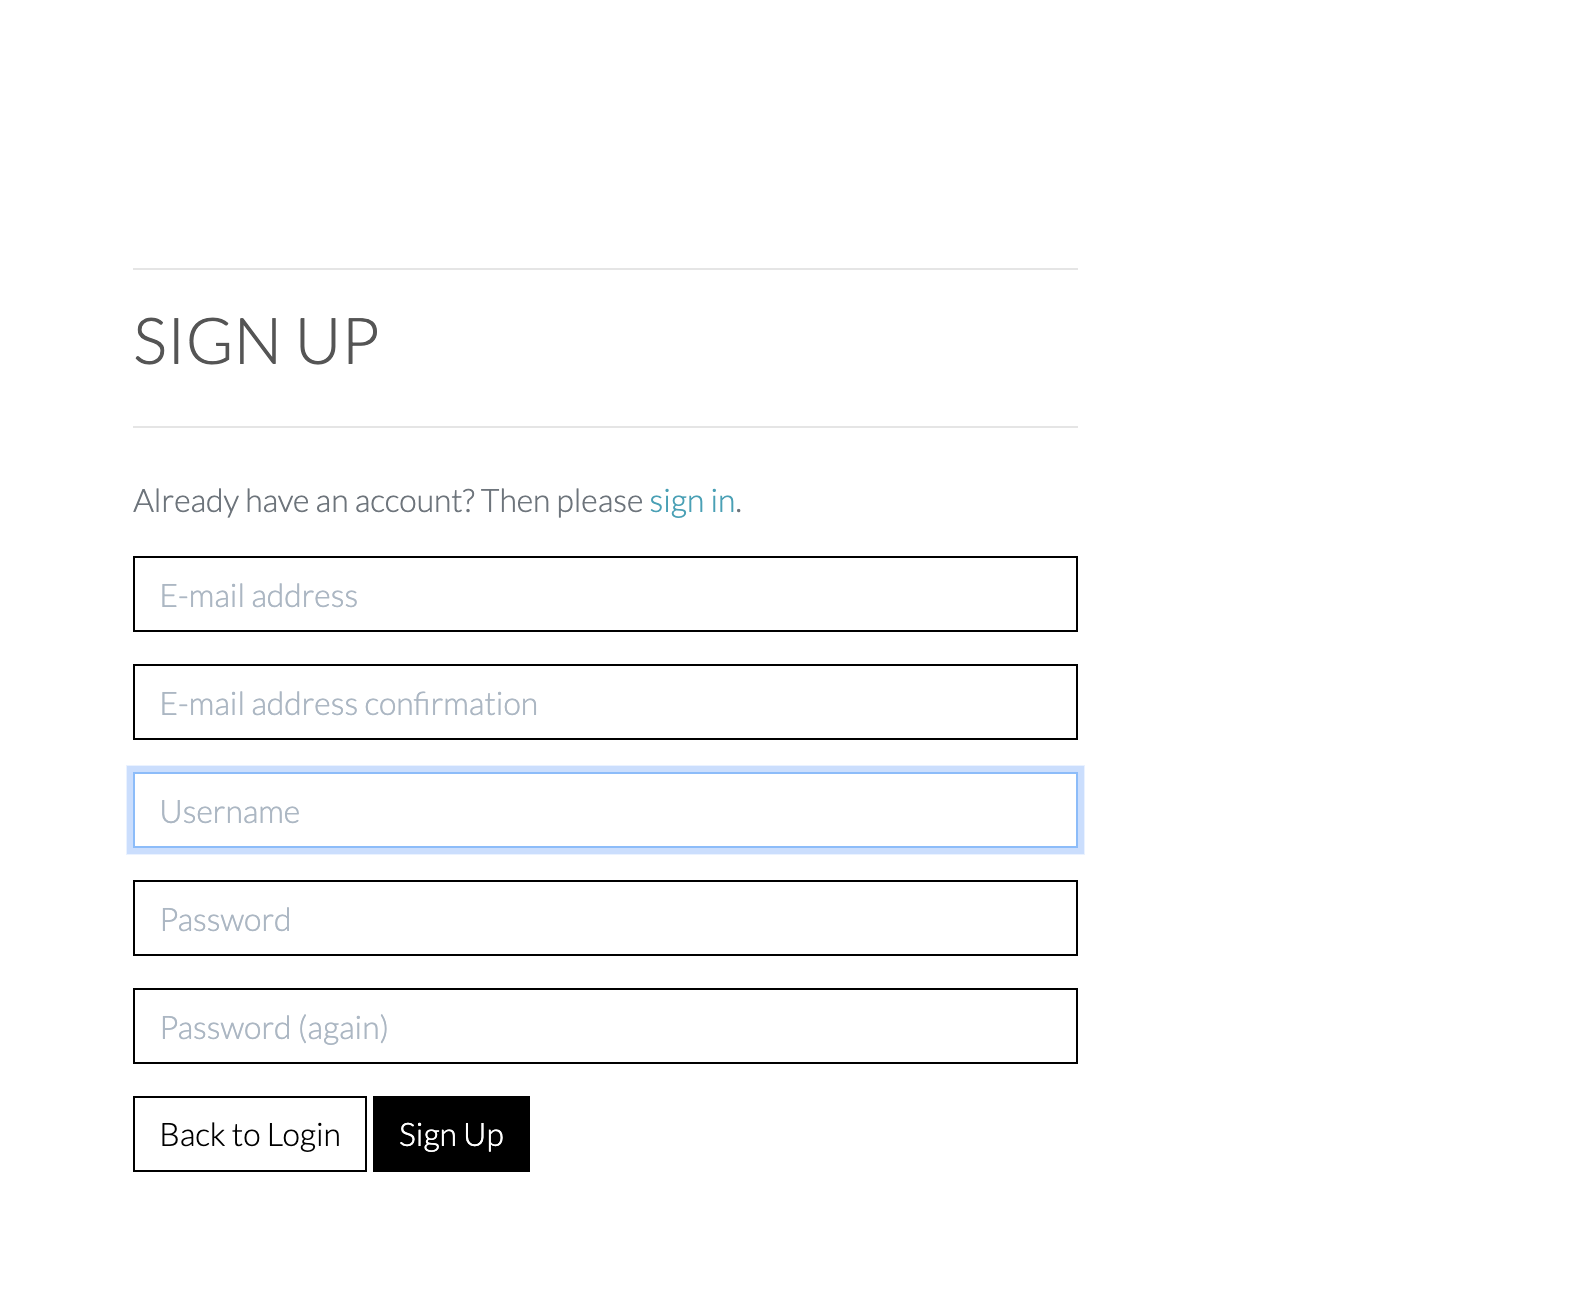 SIGN UP
Already have an account? Then please sign in.
E-mail address
E-mail address confirmation
Username
Password
Password (again)
Back to Login Sign Up